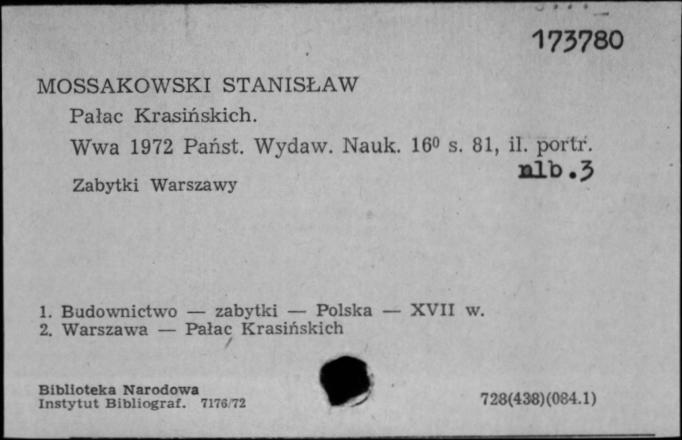 173780
MOSSAKOWSKI STANISŁAW
Pałac Krasińskich.
Wwa 1972 Państ. Wydaw. Nauk. 16⁰ s. 81, il. portr.
nlb.3
Zabytki Warszawy
1. Budownictwo — zabytki — Polska — XVII w.
2. Warszawa — Pałac Krasińskich
Biblioteka Narodowa
Instytut Bibliograf. 7176/72
728(438)(084.1)